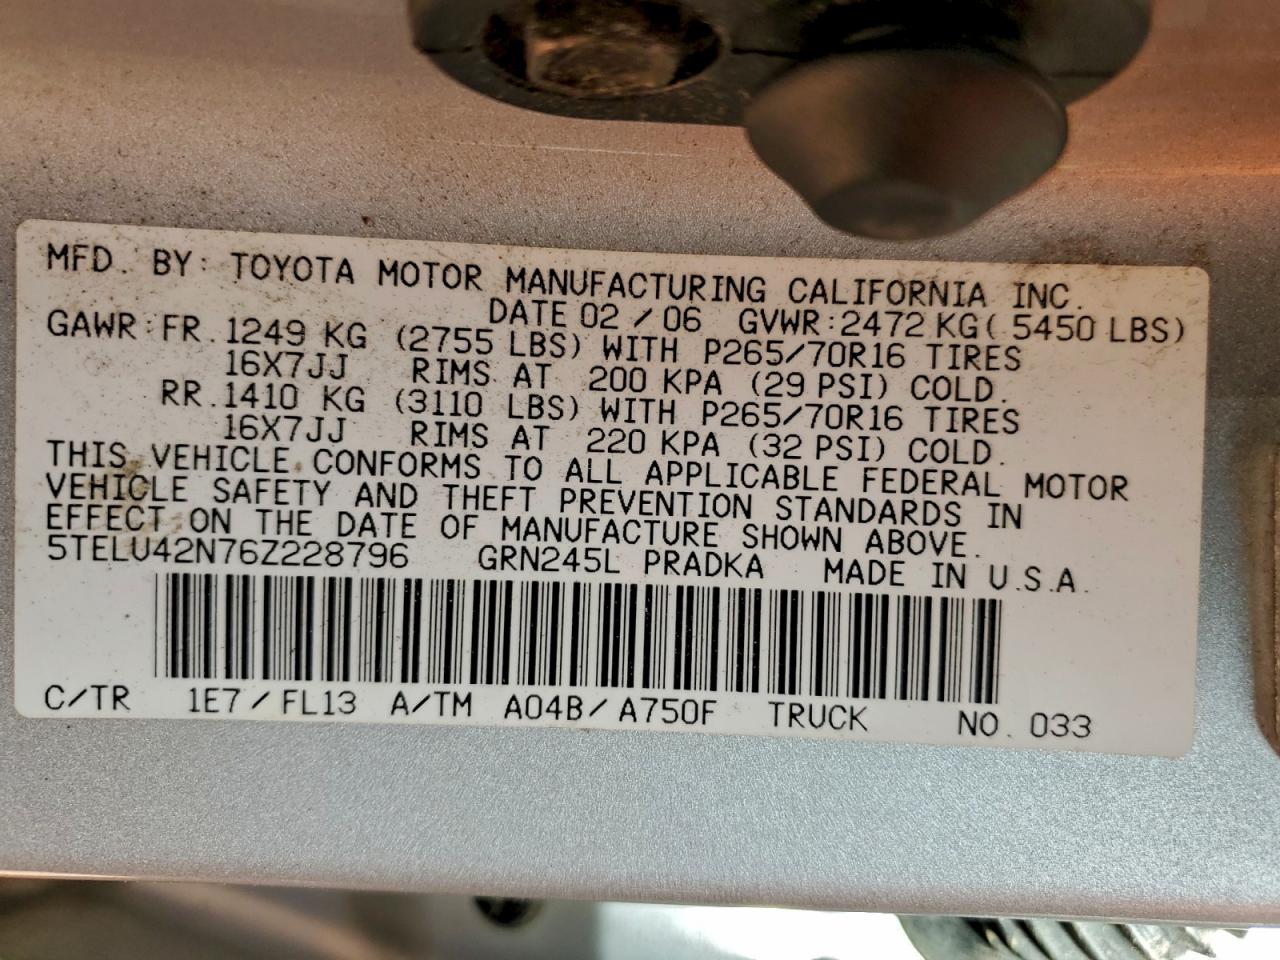 MFD. BY: TOYOTA MOTOR MANUFACTURING CALIFORNIA INC.
DATE 02 / 06 GVWR: 2472 KG ( 5450 LBS)
GAWR: FR. 1249 KG (2755 LBS) WITH P265/70R16 TIRES
16X7JJ RIMS AT 200 KPA (29 PSI) COLD.
RR. 1410 KG (3110 LBS) WITH P265/70R16 TIRES
16X7JJ RIMS AT 220 KPA (32 PSI) COLD.
THIS VEHICLE CONFORMS TO ALL APPLICABLE FEDERAL MOTOR
VEHICLE SAFETY AND THEFT PREVENTION STANDARDS IN
EFFECT ON THE DATE OF MANUFACTURE SHOWN ABOVE.
5TELU42N76Z228796 GRN245L PRADKA MADE IN U.S.A.
C/TR 1E7 / FL13 A/TM A04B / A750F TRUCK NO. 033